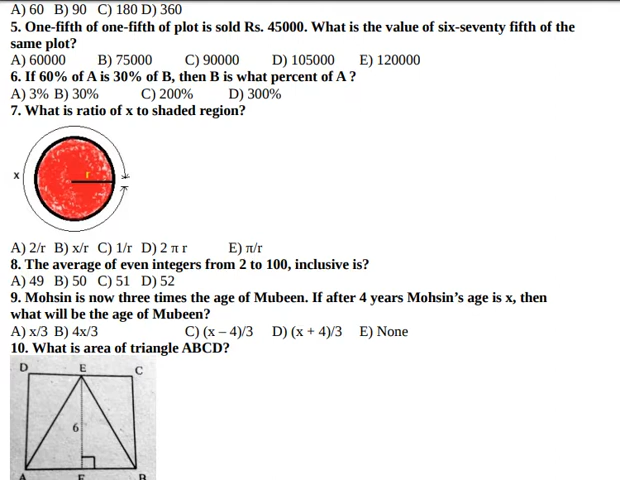 A) 60 B) 90 C) 180 D) 360
5. One-fifth of one-fifth of plot is sold Rs. 45000. What is the value of six-seventy fifth of the
same plot?
A) 60000 B) 75000 C) 90000 D) 105000 E) 120000
6. If 60% of A is 30% of B, then B is what percent of A ?
A) 3% B) 30% C) 200% D) 300%
7. What is ratio of x to shaded region?
x r
A) 2/r B) x/r C) 1/r D) 2 π r E) π/r
8. The average of even integers from 2 to 100, inclusive is?
A) 49 B) 50 C) 51 D) 52
9. Mohsin is now three times the age of Mubeen. If after 4 years Mohsin’s age is x, then
what will be the age of Mubeen?
A) x/3 B) 4x/3 C) (x – 4)/3 D) (x + 4)/3 E) None
10. What is area of triangle ABCD?
D E C
6
A F B